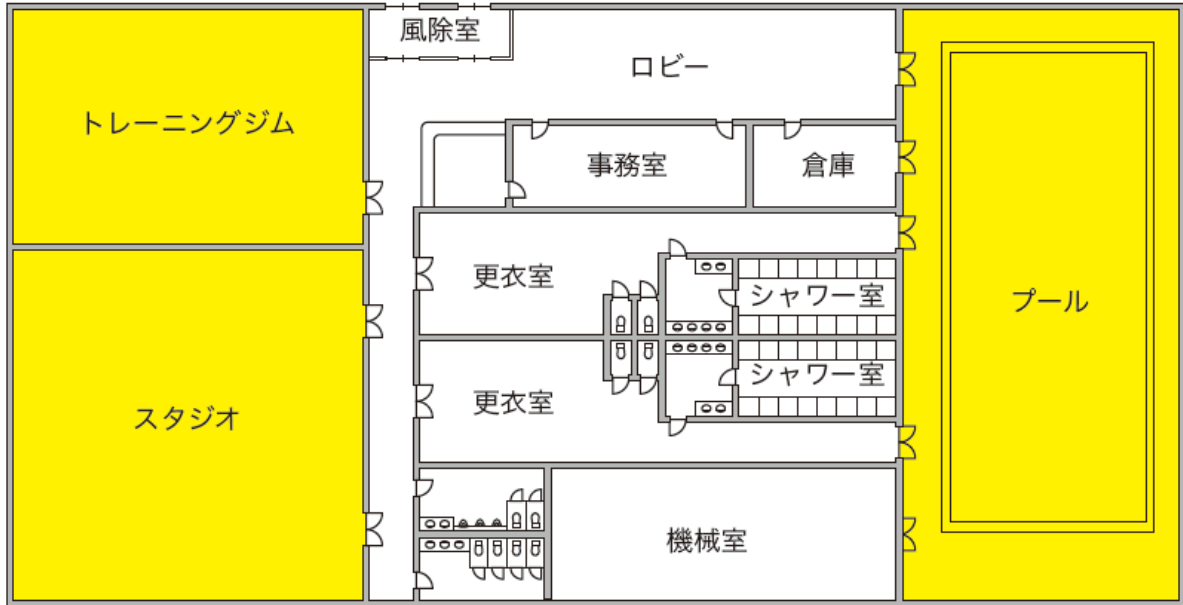 風除室
ロビー
トレーニングジム
事務室
倉庫
更衣室
シャワー室
プール
更衣室
シャワー室
スタジオ
機械室